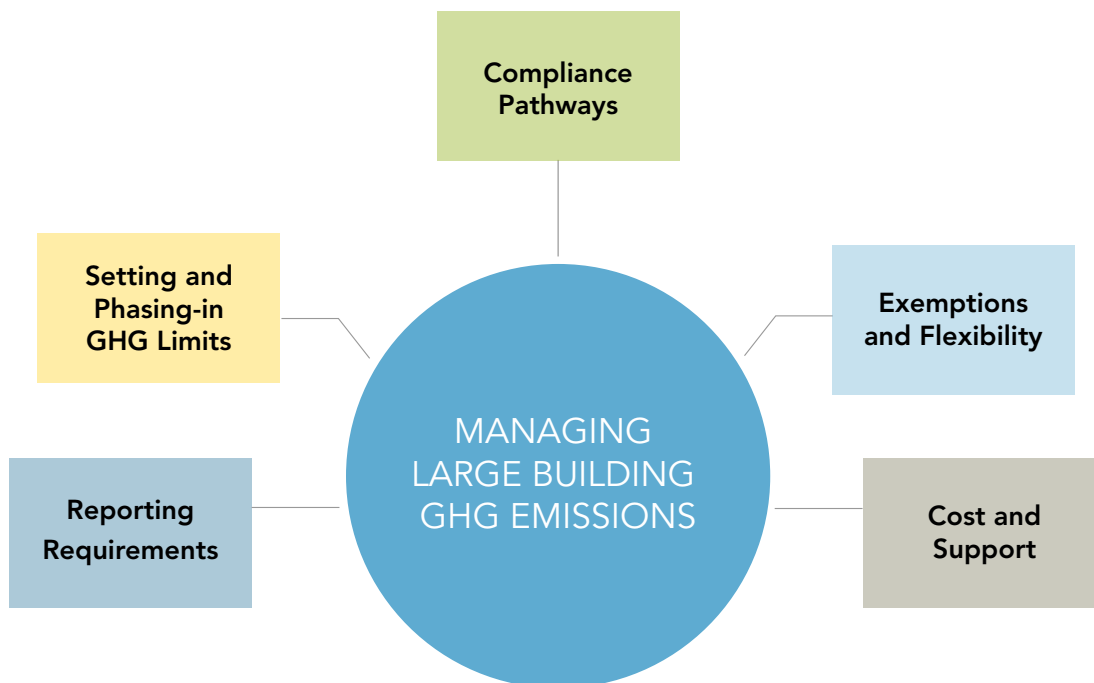 Compliance
Pathways
Setting and
Phasing-in
GHG Limits
Exemptions
and Flexibility
MANAGING
LARGE BUILDING
GHG EMISSIONS
Reporting
Requirements
Cost and
Support